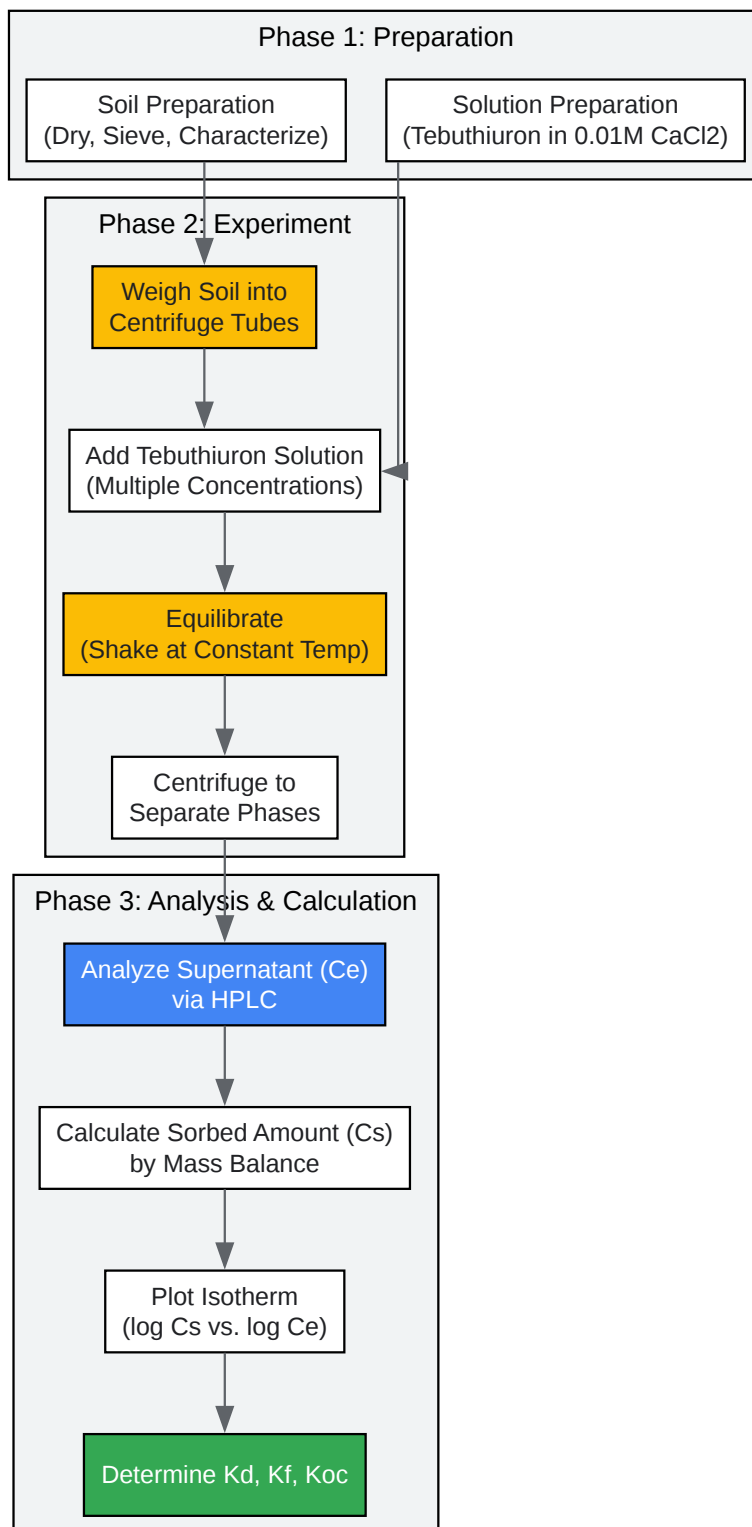 Phase 1: Preparation
Soil Preparation
(Dry, Sieve, Characterize)
Solution Preparation
(Tebuthiuron in 0.01M CaCl2)
Phase 2: Experiment
Weigh Soil into
Centrifuge Tubes
Add Tebuthiuron Solution
(Multiple Concentrations)
Equilibrate
(Shake at Constant Temp)
Centrifuge to
Separate Phases
Phase 3: Analysis & Calculation
Analyze Supernatant (Ce)
via HPLC
Calculate Sorbed Amount (Cs)
by Mass Balance
Plot Isotherm
(log Cs vs. log Ce)
Determine Kd, Kf, Koc